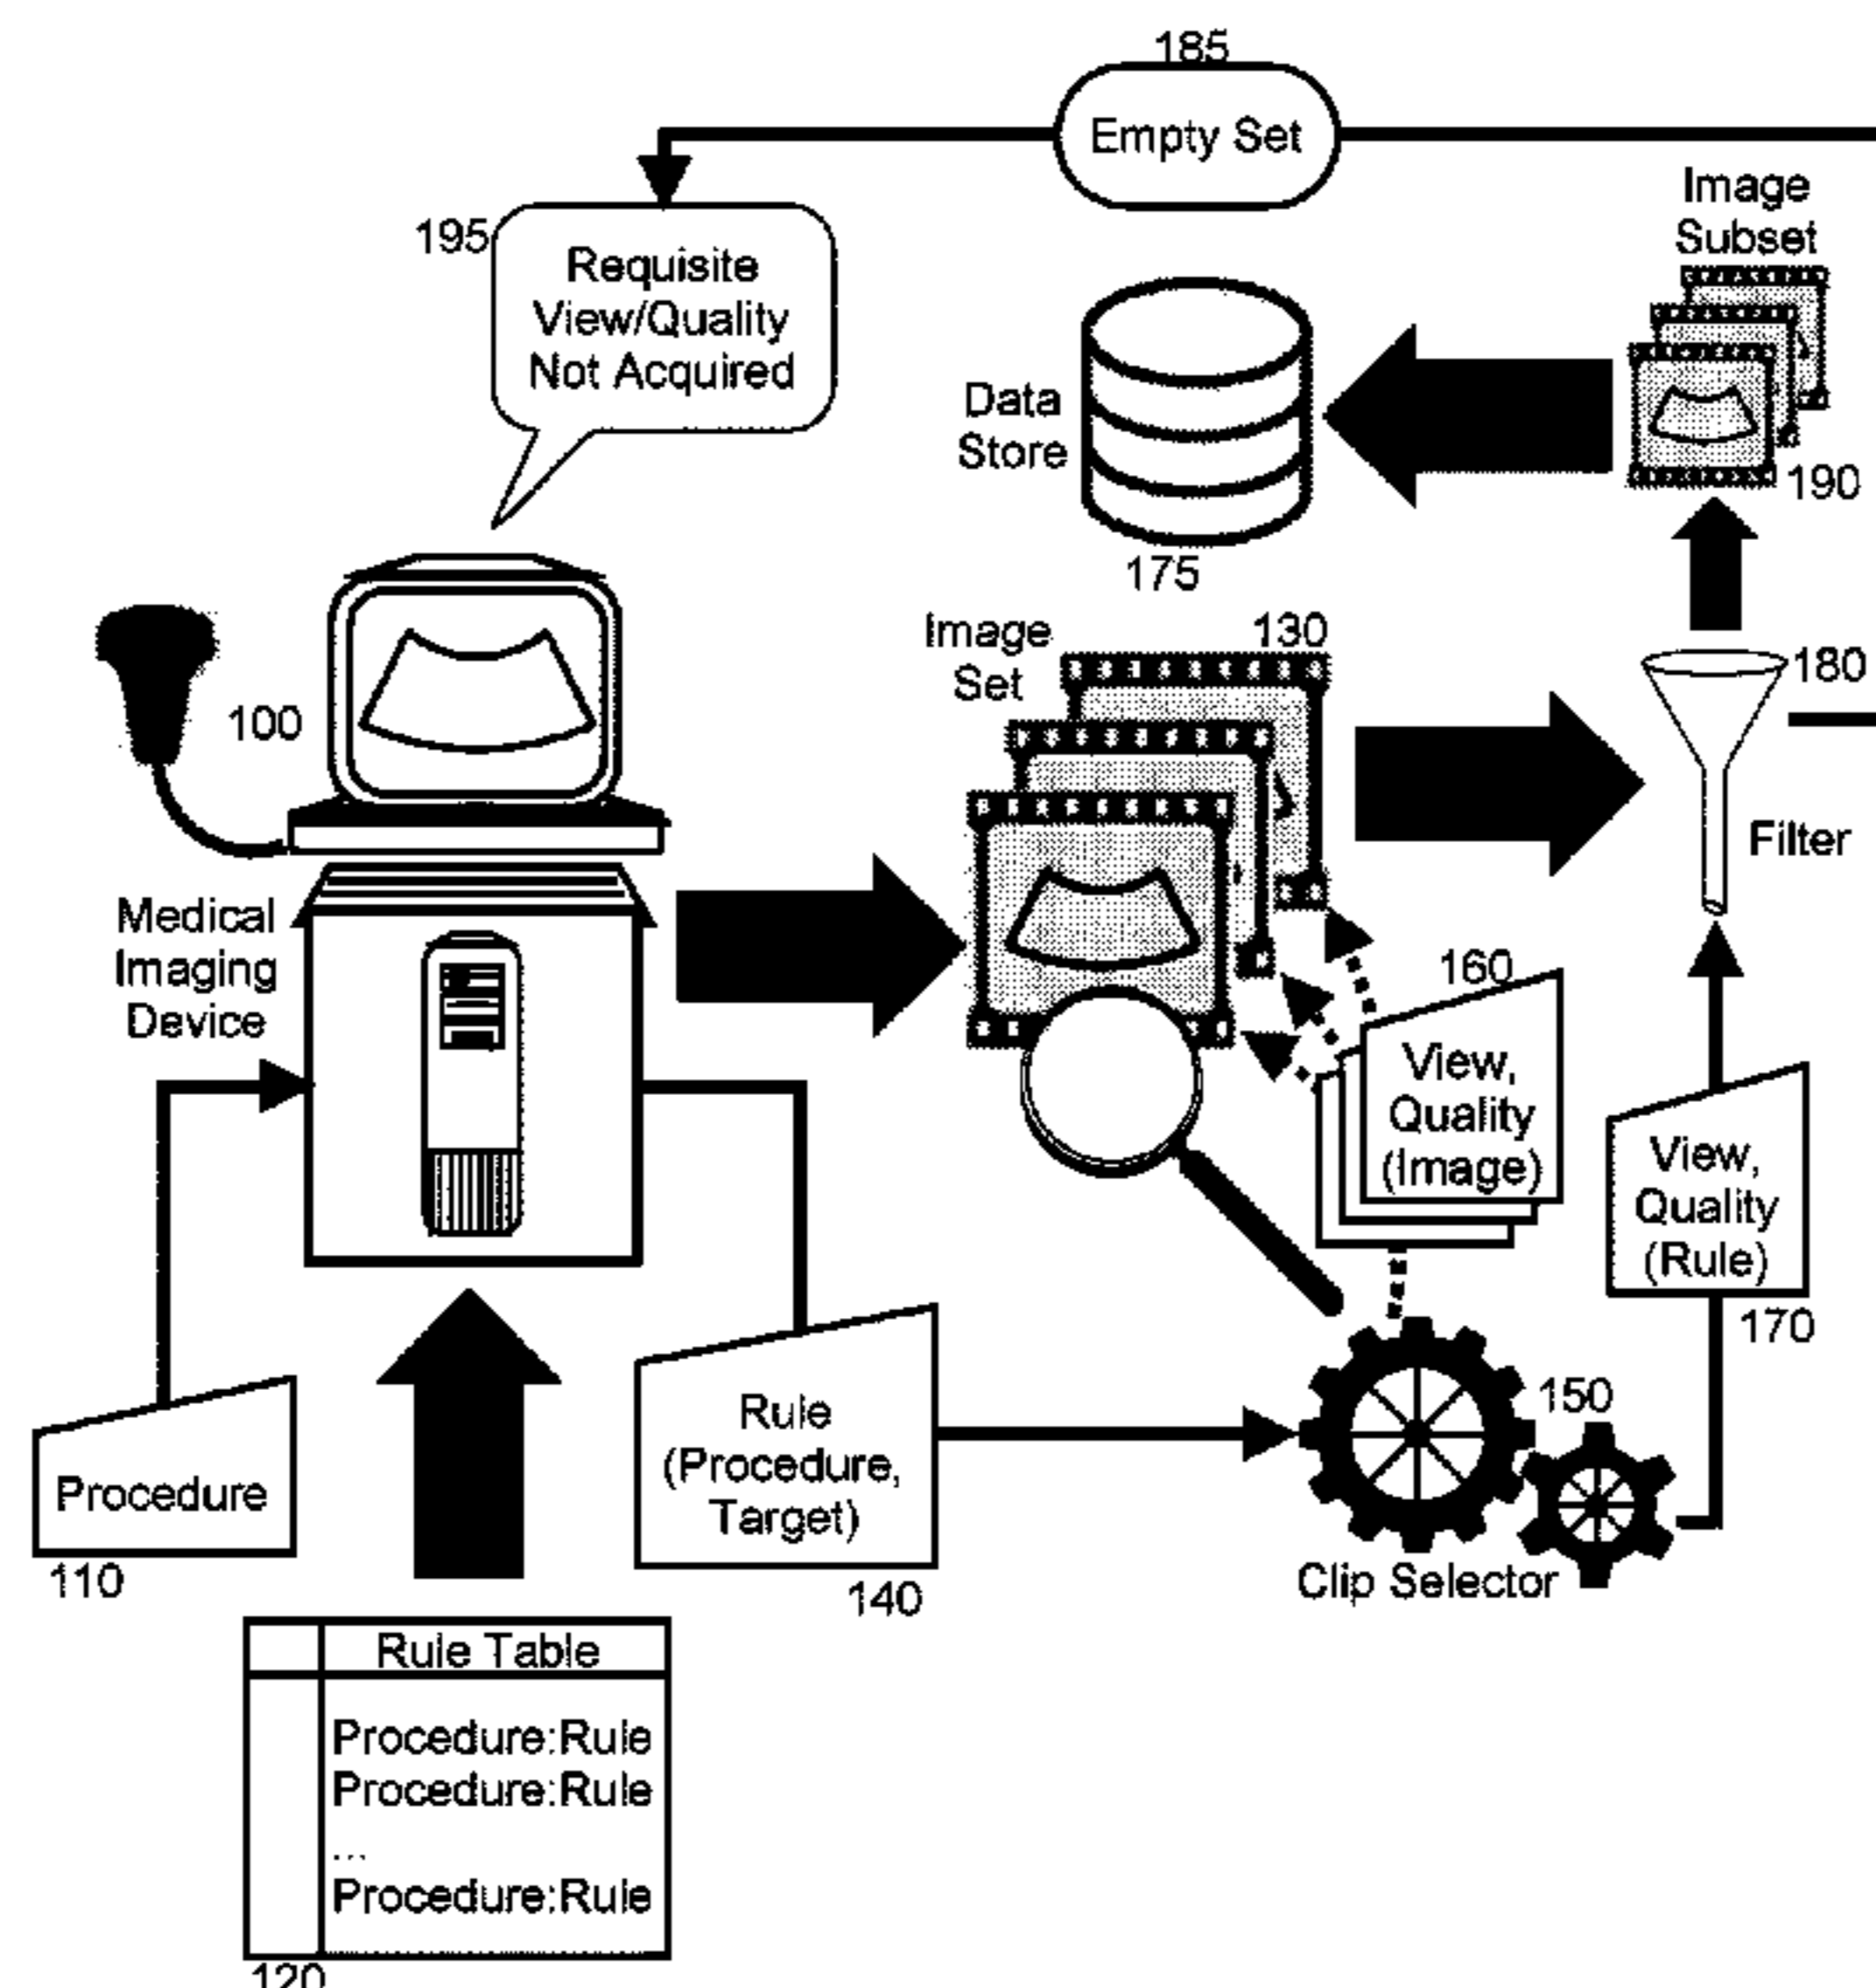 185
Empty Set
Image
Subset
195
Requisite
View/Quality
Not Acquired
Data
Store
190
175
Image
Set
130
180
100
Filter
Medical
Imaging
Device
160
View,
Quality
(Image)
View,
Quality
(Rule)
170
150
Rule
(Procedure,
Target)
Procedure
110
140
Clip Selector
Rule Table
Procedure:Rule
Procedure:Rule
...
Procedure:Rule
120